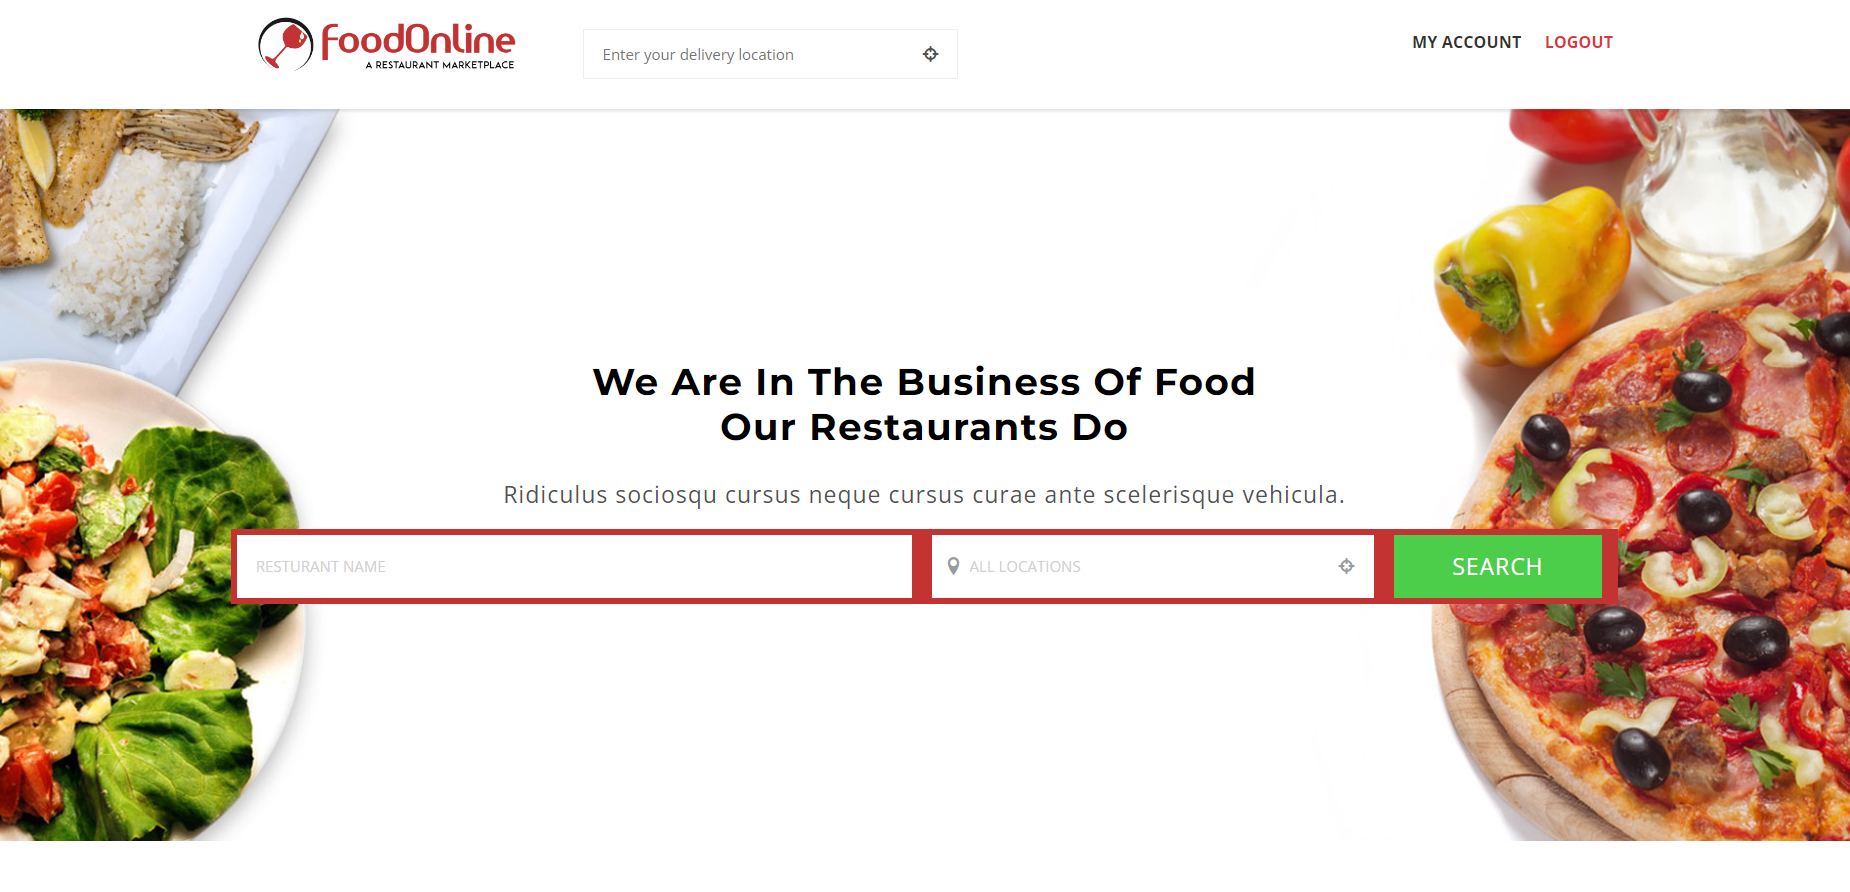 FoodOnline
A RESTAURANT MARKETPLACE
Enter your delivery location
MY ACCOUNT LOGOUT
We Are In The Business Of Food
Our Restaurants Do
Ridiculus sociosqu cursus neque cursus curae ante scelerisque vehicula.
RESTURANT NAME ALL LOCATIONS SEARCH